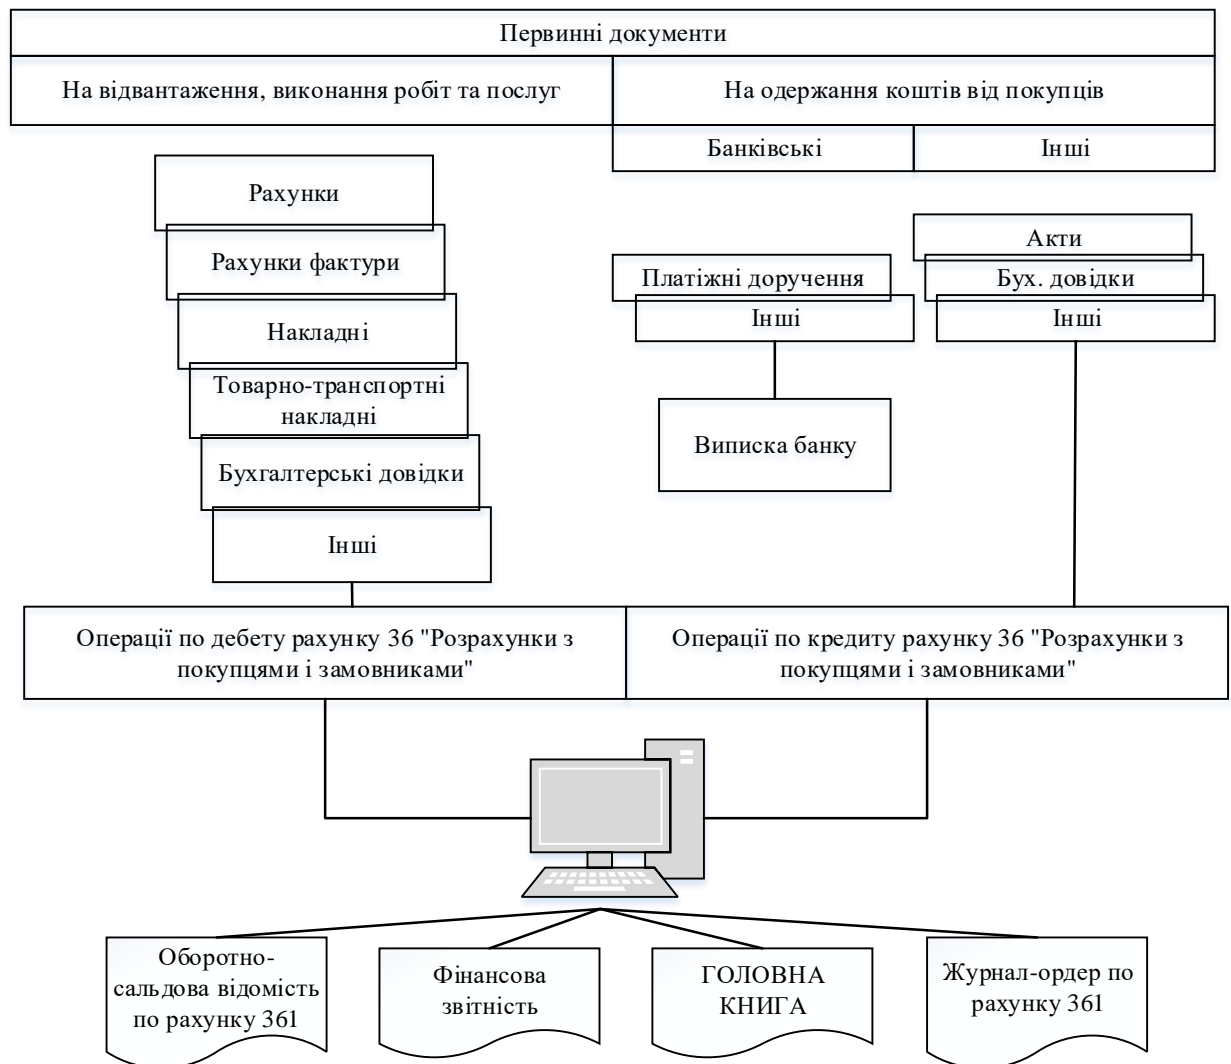 Первинні документи
На відвантаження, виконання робіт та послуг
На одержання коштів від покупців
Банківські
Інші
Рахунки
Рахунки фактури
Накладні
Товарно-транспортні
накладні
Бухгалтерські довідки
Інші
Платіжні доручення
Інші
Виписка банку
Акти
Бух. довідки
Інші
Операції по дебету рахунку 36 "Розрахунки з
покупцями і замовниками"
Операції по кредиту рахунку 36 "Розрахунки з
покупцями і замовниками"
Оборотно-
сальдова відомість
по рахунку 361
Фінансова
звітність
ГОЛОВНА
КНИГА
Журнал-ордер по
рахунку 361